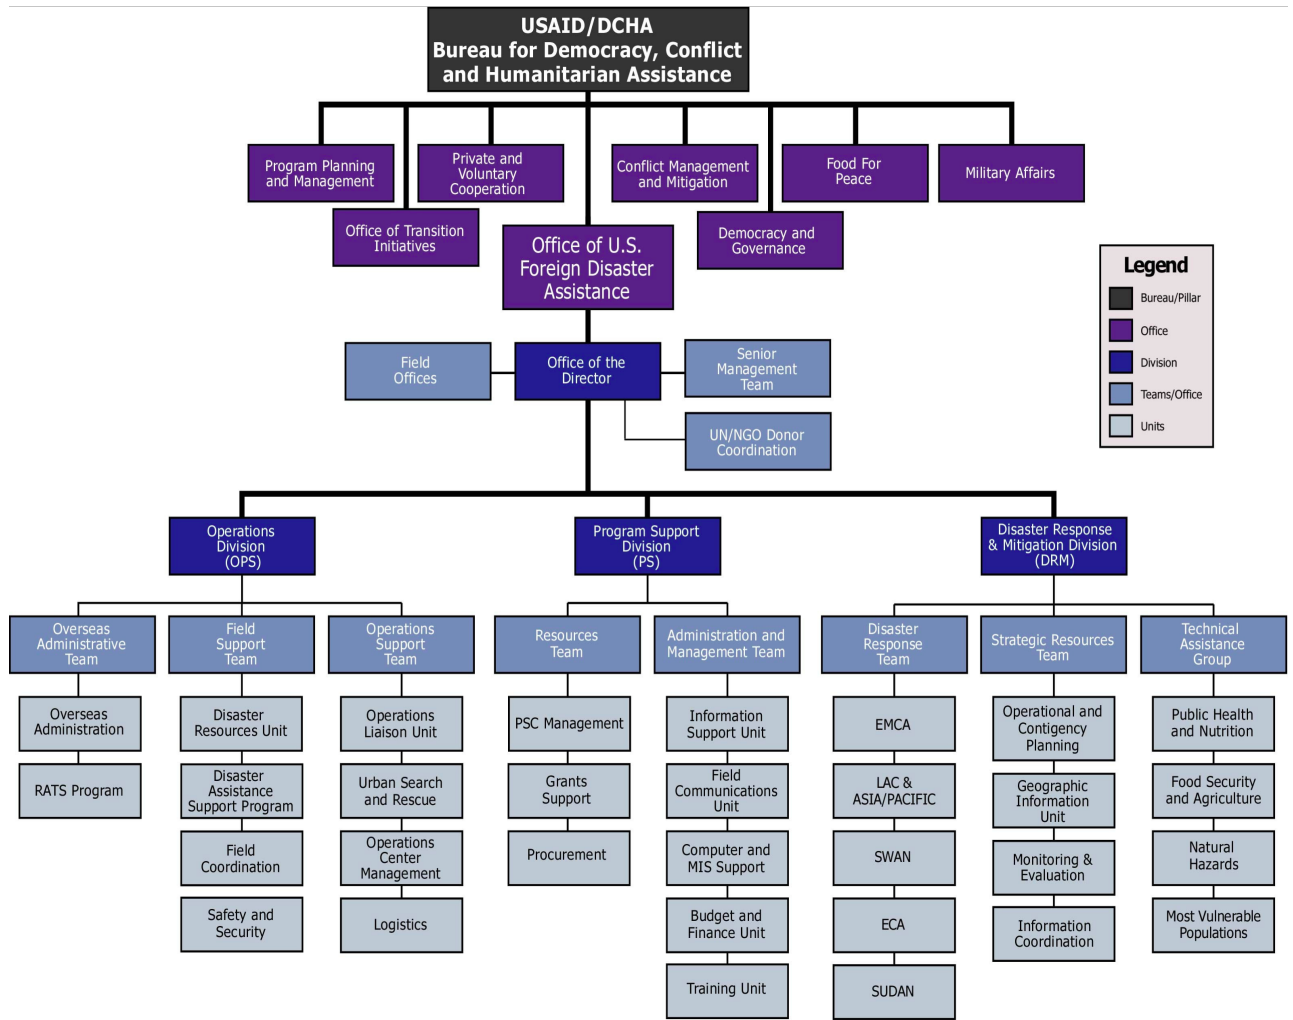 USAID/DCHA
Bureau for Democracy, Conflict
and Humanitarian Assistance
Program Planning
and Management
Private and
Voluntary
Cooperation
Conflict Management
and Mitigation
Food For
Peace
Military Affairs
Office of Transition
Initiatives
Office of U.S.
Foreign Disaster
Assistance
Democracy and
Governance
Legend
Bureau/Pillar
Office
Division
Teams/Office
Units
Field
Offices
Office of the
Director
Senior
Management
Team
UN/NGO Donor
Coordination
Operations
Division
(OPS)
Program Support
Division
(PS)
Disaster Response
& Mitigation Division
(DRM)
Overseas
Administrative
Team
Field
Support
Team
Operations
Support
Team
Resources
Team
Administration and
Management Team
Disaster
Response
Team
Strategic Resources
Team
Technical
Assistance
Group
Overseas
Administration
RATS Program
Disaster
Resources Unit
Disaster
Assistance
Support Program
Field
Coordination
Safety and
Security
Operations
Liaison Unit
Urban Search
and Rescue
Operations
Center
Management
Logistics
PSC Management
Grants
Support
Procurement
Information
Support Unit
Field
Communications
Unit
Computer and
MIS Support
Budget and
Finance Unit
Training Unit
EMCA
LAC &
ASIA/PACIFIC
SWAN
ECA
SUDAN
Operational and
Contigency
Planning
Geographic
Information
Unit
Monitoring &
Evaluation
Information
Coordination
Public Health
and Nutrition
Food Security
and Agriculture
Natural
Hazards
Most Vulnerable
Populations